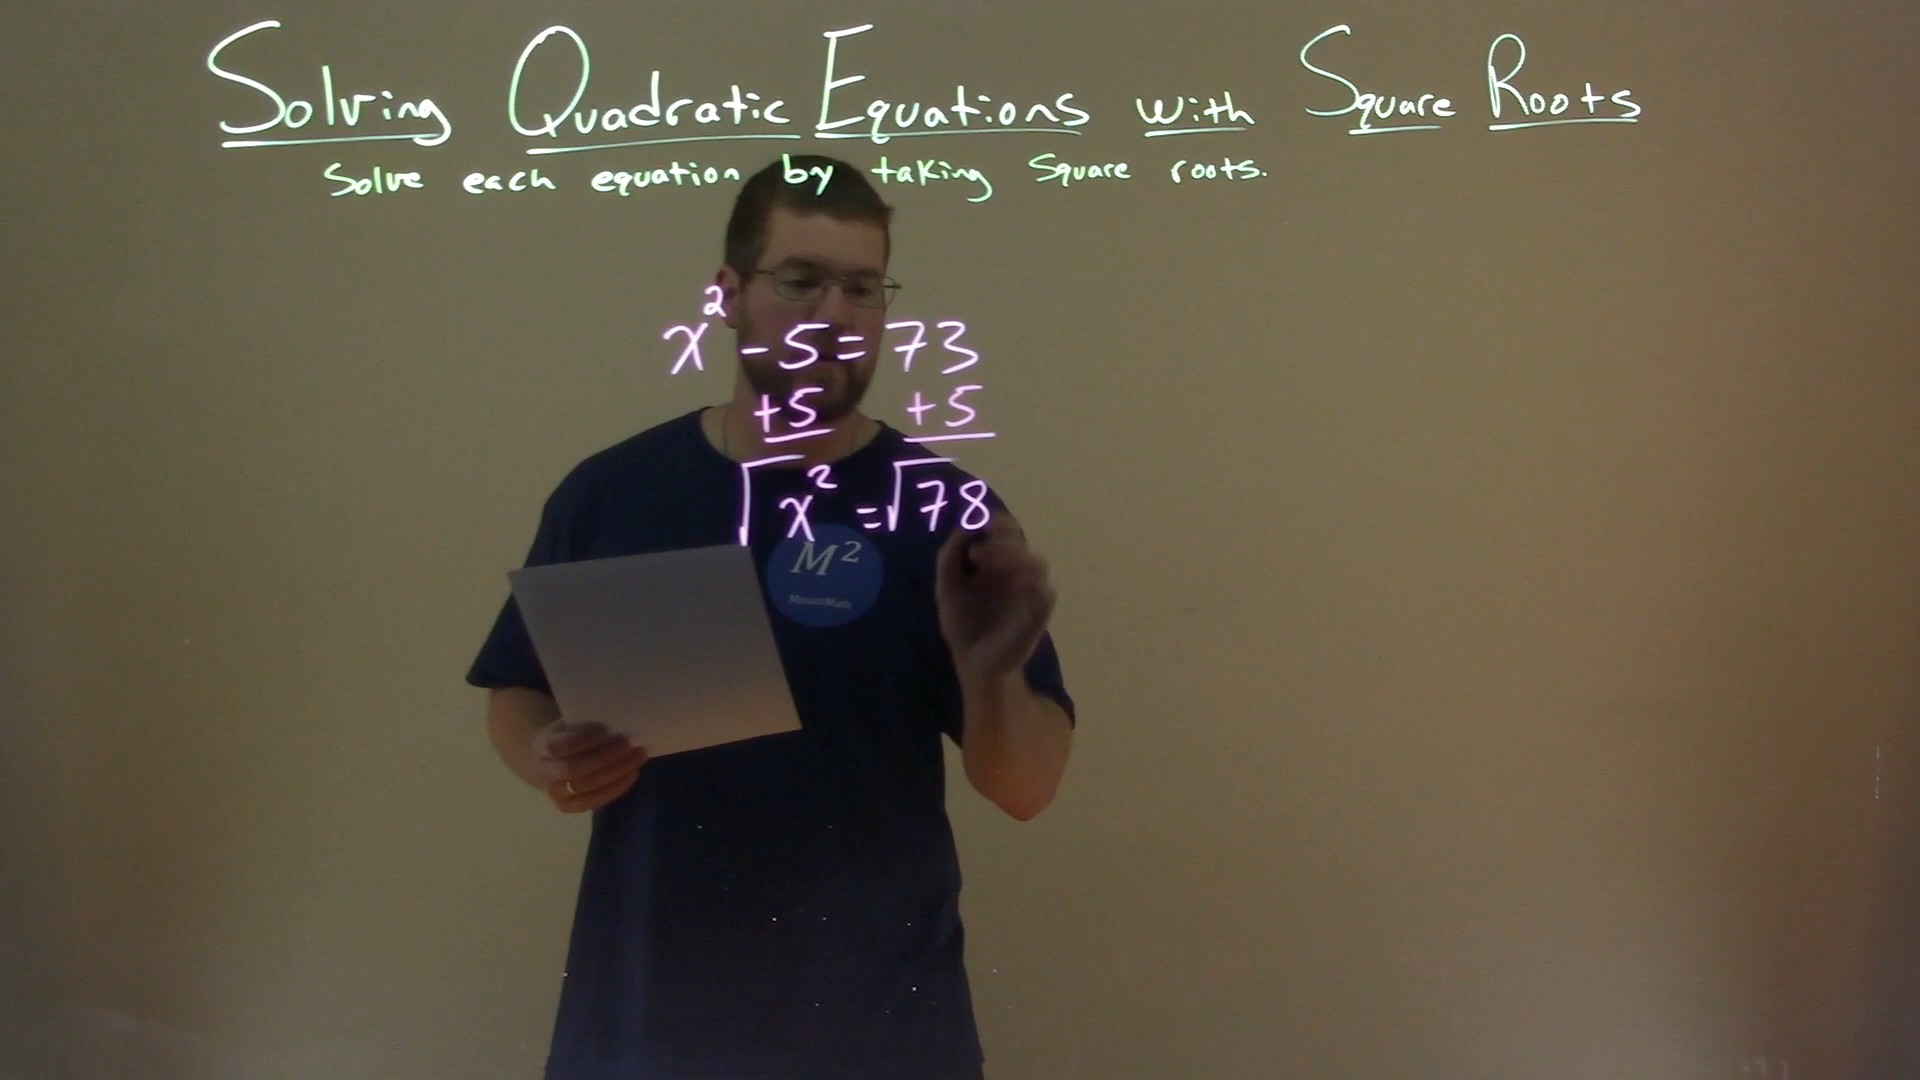 Solving Quadratic Equations with Square Roots
Solve each equation by taking Square roots.
x² - 5 = 73
+5 +5
√x² = √78
M²